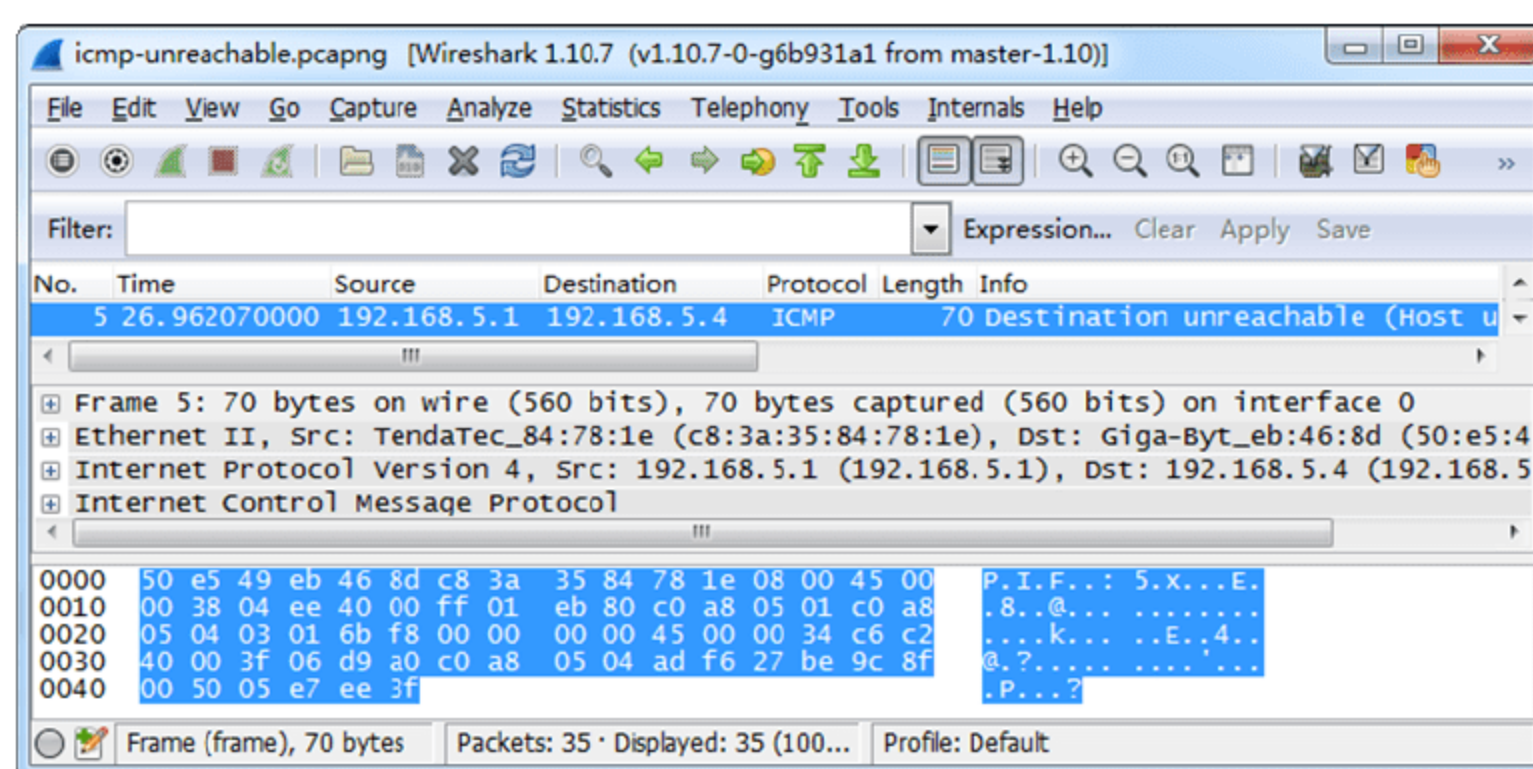 icmp-unreachable.pcapng [Wireshark 1.10.7 (v1.10.7-0-g6b931a1 from master-1.10)]
File Edit View Go Capture Analyze Statistics Telephony Tools Internals Help
Filter: Expression... Clear Apply Save
No. Time Source Destination Protocol Length Info
5 26.962070000 192.168.5.1 192.168.5.4 ICMP 70 Destination unreachable (Host u
Frame 5: 70 bytes on wire (560 bits), 70 bytes captured (560 bits) on interface 0
Ethernet II, Src: TendaTec_84:78:1e (c8:3a:35:84:78:1e), Dst: Giga-Byt_eb:46:8d (50:e5:4
Internet Protocol Version 4, Src: 192.168.5.1 (192.168.5.1), Dst: 192.168.5.4 (192.168.5
Internet Control Message Protocol
0000 50 e5 49 eb 46 8d c8 3a 35 84 78 1e 08 00 45 00 P.I.F..: 5.x...E.
0010 00 38 04 ee 40 00 ff 01 eb 80 c0 a8 05 01 c0 a8 .8..@... ........
0020 05 04 03 01 6b f8 00 00 00 00 45 00 00 34 c6 c2 ....k... ..E..4..
0030 40 00 3f 06 d9 a0 c0 a8 05 04 ad f6 27 be 9c 8f @.?..... ....'...
0040 00 50 05 e7 ee 3f .P...?
Frame (frame), 70 bytes Packets: 35 · Displayed: 35 (100... Profile: Default